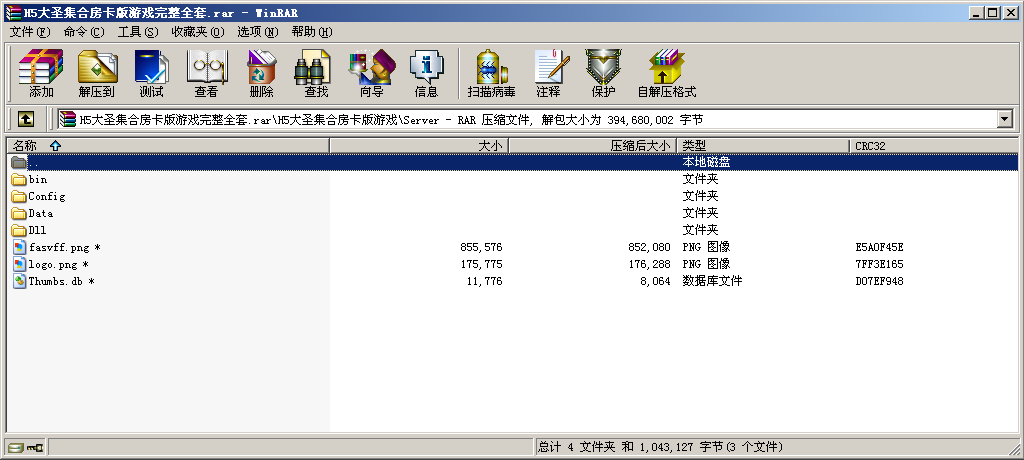 H5大圣集合房卡版游戏完整全套.rar - WinRAR
文件(F) 命令(C) 工具(S) 收藏夹(O) 选项(N) 帮助(H)
添加 解压到 测试 查看 删除 查找 向导 信息 扫描病毒 注释 保护 自解压格式
H5大圣集合房卡版游戏完整全套.rar\H5大圣集合房卡版游戏\Server - RAR 压缩文件, 解包大小为 394,680,002 字节
名称 大小 压缩后大小 类型 CRC32
.. 本地磁盘
bin 文件夹
Config 文件夹
Data 文件夹
Dll 文件夹
fasvff.png * 855,576 852,080 PNG 图像 E5A0F45E
logo.png * 175,775 176,288 PNG 图像 7FF3E165
Thumbs.db * 11,776 8,064 数据库文件 D07EF948
总计 4 文件夹 和 1,043,127 字节(3 个文件)